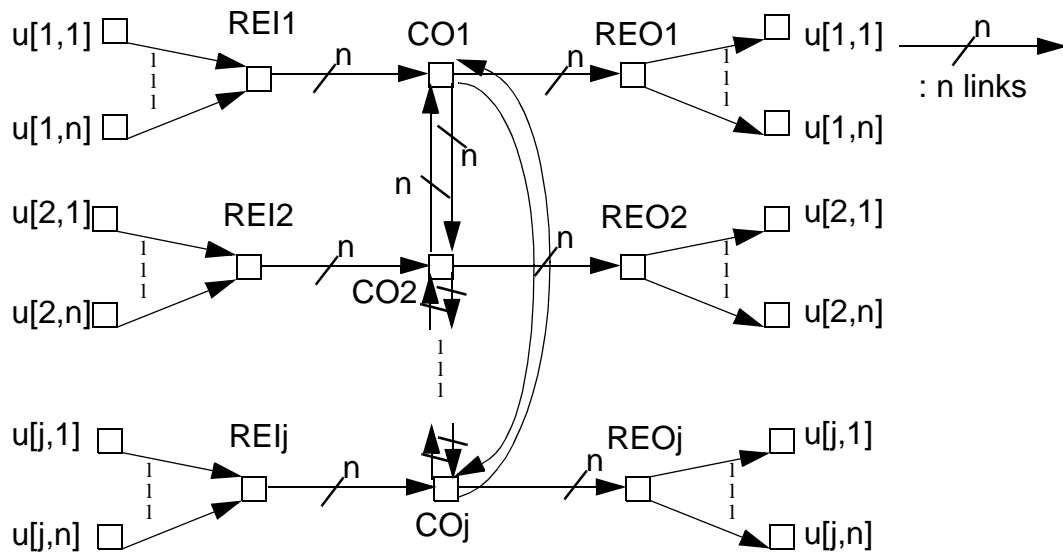 u[1,1] REI1 CO1 REO1 u[1,1] n
n n : n links
u[1,n] u[1,n]
n
n
u[2,1] REI2 REO2 u[2,1]
n n
CO2
u[2,n] u[2,n]
u[j,1] REIj REOj u[j,1]
n n
u[j,n] COj u[j,n]